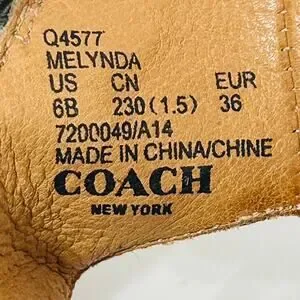 Q4577
MELYNDA
US CN EUR
6B 230(1.5) 36
7200049/A14
MADE IN CHINA/CHINE
COACH
NEW YORK